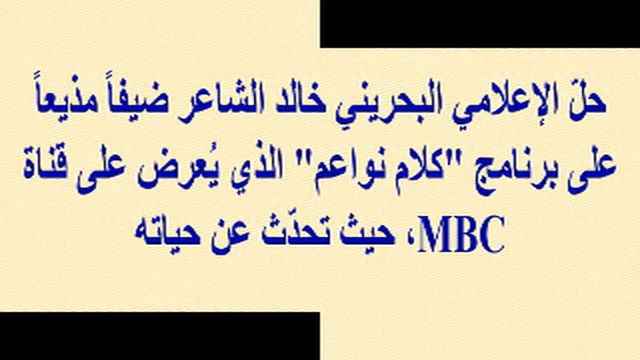 حلّ الإعلامي البحريني خالد الشاعر ضيفاً مذيعاً
على برنامج "كلام نواعم" الذي يُعرض على قناة
MBC، حيث تحدّث عن حياته